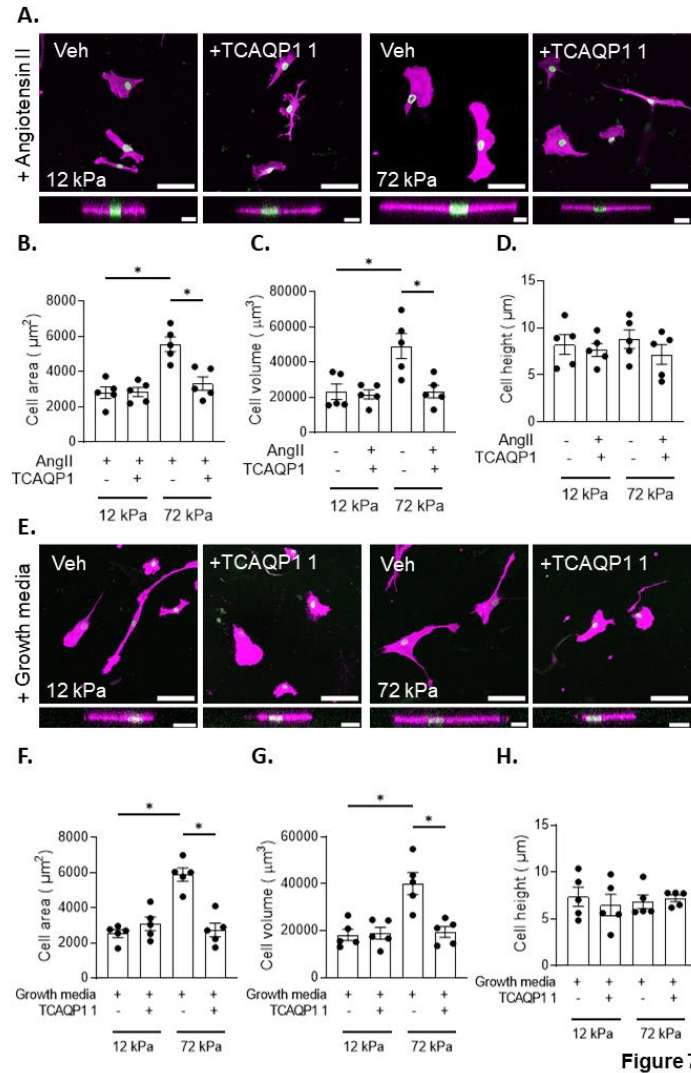 A.
+ Angiotensin II
Veh
+TCAQP1 1
Veh
+TCAQP1 1
12 kPa
72 kPa
B.
C.
D.
Cell area ( µm²)
8000
6000
4000
2000
0
*
*
AngII + + + +
TCAQP1 - + - +
12 kPa 72 kPa
Cell volume ( µm³)
80000
60000
40000
20000
0
*
*
AngII - + - +
TCAQP1 - + - +
12 kPa 72 kPa
Cell height ( µm)
15
10
5
0
AngII - + - +
TCAQP1 - + - +
12 kPa 72 kPa
E.
+ Growth media
Veh
+TCAQP1 1
Veh
+TCAQP1 1
12 kPa
72 kPa
F.
G.
H.
Cell area ( µm²)
8000
6000
4000
2000
0
*
*
Growth media + + + +
TCAQP1 1 - + - +
12 kPa 72 kPa
Cell volume ( µm³)
60000
40000
20000
0
*
*
Growth media + + + +
TCAQP1 1 - + - +
12 kPa 72 kPa
Cell height ( µm)
15
10
5
0
Growth media + + + +
TCAQP1 1 - + - +
12 kPa 72 kPa
Figure 7